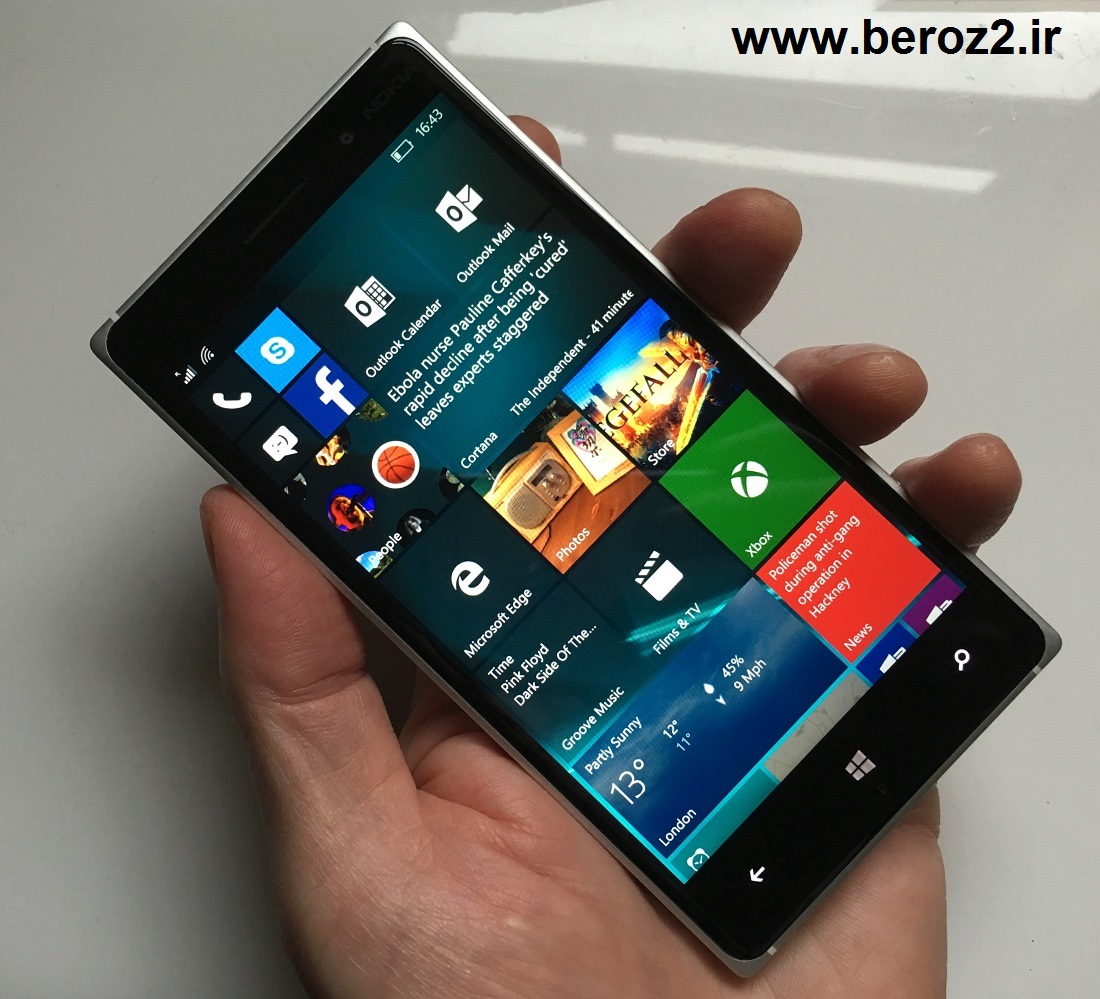 www.beroz2.ir
NOKIA
16:43
Outlook Mail
Outlook Calendar
Ebola nurse Pauline Cafferkey's
rapid decline after being 'cured'
leaves experts staggered
The Independent - 41 minute
Cortana
People
Photos
EGEFALL
Store
Microsoft Edge
Films & TV
Xbox
Time
Pink Floyd
Dark Side Of The...
Groove Music
Policeman shot
during anti-gang
operation in
Hackney
News
Partly Sunny
13°
12°
11°
45%
9 Mph
London